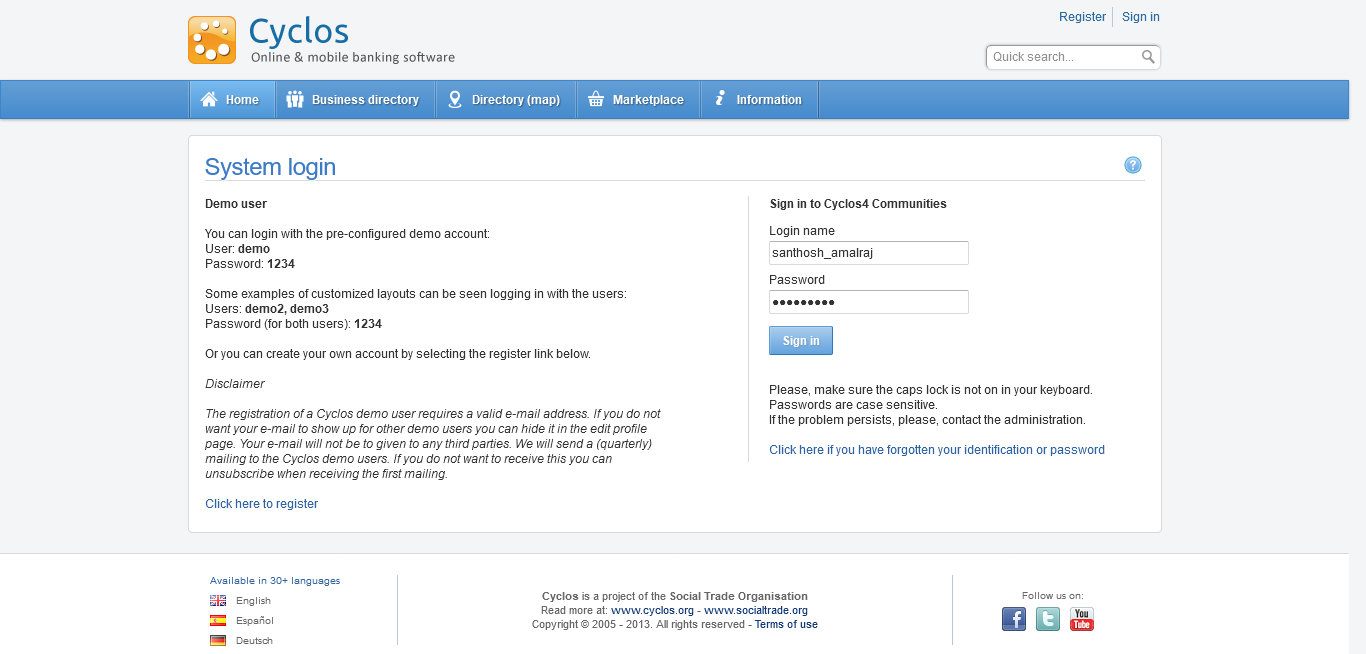 Cyclos
Online & mobile banking software
Register
Sign in
Quick search...
Home
Business directory
Directory (map)
Marketplace
Information
System login
?
Demo user
You can login with the pre-configured demo account:
User: demo
Password: 1234
Some examples of customized layouts can be seen logging in with the users:
Users: demo2, demo3
Password (for both users): 1234
Or you can create your own account by selecting the register link below.
Disclaimer
The registration of a Cyclos demo user requires a valid e-mail address. If you do not
want your e-mail to show up for other demo users you can hide it in the edit profile
page. Your e-mail will not be to given to any third parties. We will send a (quarterly)
mailing to the Cyclos demo users. If you do not want to receive this you can
unsubscribe when receiving the first mailing.
Click here to register
Sign in to Cyclos4 Communities
Login name
santhosh_amalraj
Password
•••••••••
Sign in
Please, make sure the caps lock is not on in your keyboard.
Passwords are case sensitive.
If the problem persists, please, contact the administration.
Click here if you have forgotten your identification or password
Available in 30+ languages
English
Español
Deutsch
Cyclos is a project of the Social Trade Organisation
Read more at: www.cyclos.org - www.socialtrade.org
Copyright © 2005 - 2013. All rights reserved - Terms of use
Follow us on:
f
t
You
Tube